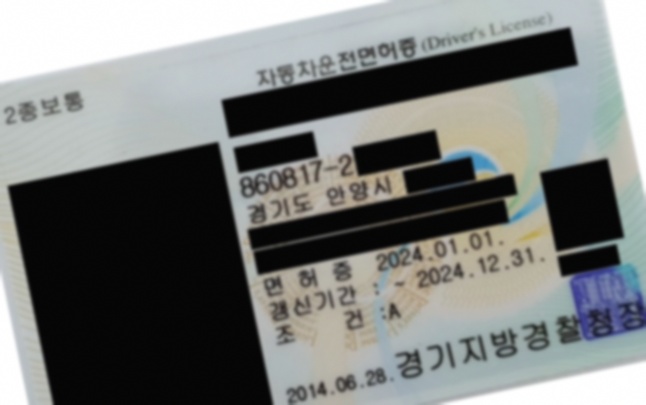 자동차운전면허증 (Driver's License)
2종보통
860817-2
경기도 안양시
면 허 증 2024.01.01.
갱신기간 : ~ 2024.12.31.
조 건 :A
2014.06.28. 경기지방경찰청장